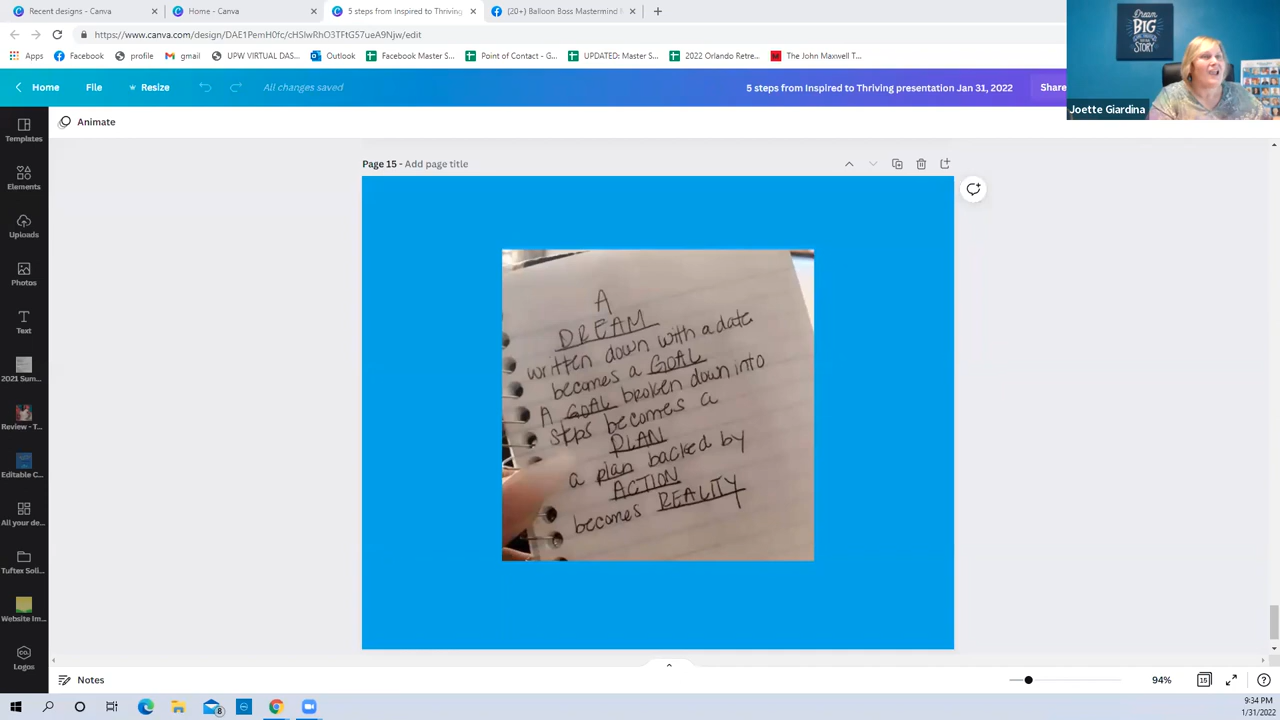 Recent designs - Canva
Home - Canva
5 steps from Inspired to Thriving
(20+) Balloon Boss Mastermind
https://www.canva.com/design/DAE1PemH0fc/cHSlwRhO3TFtG57ueA9Njw/edit
Apps
Facebook
profile
gmail
UPW VIRTUAL DAS...
Outlook
Facebook Master S...
Point of Contact - G...
UPDATED: Master S...
2022 Orlando Retre...
The John Maxwell T...
Home
File
Resize
All changes saved
5 steps from Inspired to Thriving presentation Jan 31, 2022
Share
Dream
BIG
STORY
Joette Giardina
Animate
Templates
Elements
Uploads
Photos
Text
2021 Sum...
Review - T...
Editable C...
All your de...
Tuftex Soli...
Website Im...
Logos
Page 15 - Add page title
A
DREAM
written down with a date
becomes a GOAL
A GOAL broken down into
steps becomes a
PLAN
a plan backed by
ACTION
becomes REALITY
Notes
94%
15
8
9:34 PM
1/31/2022